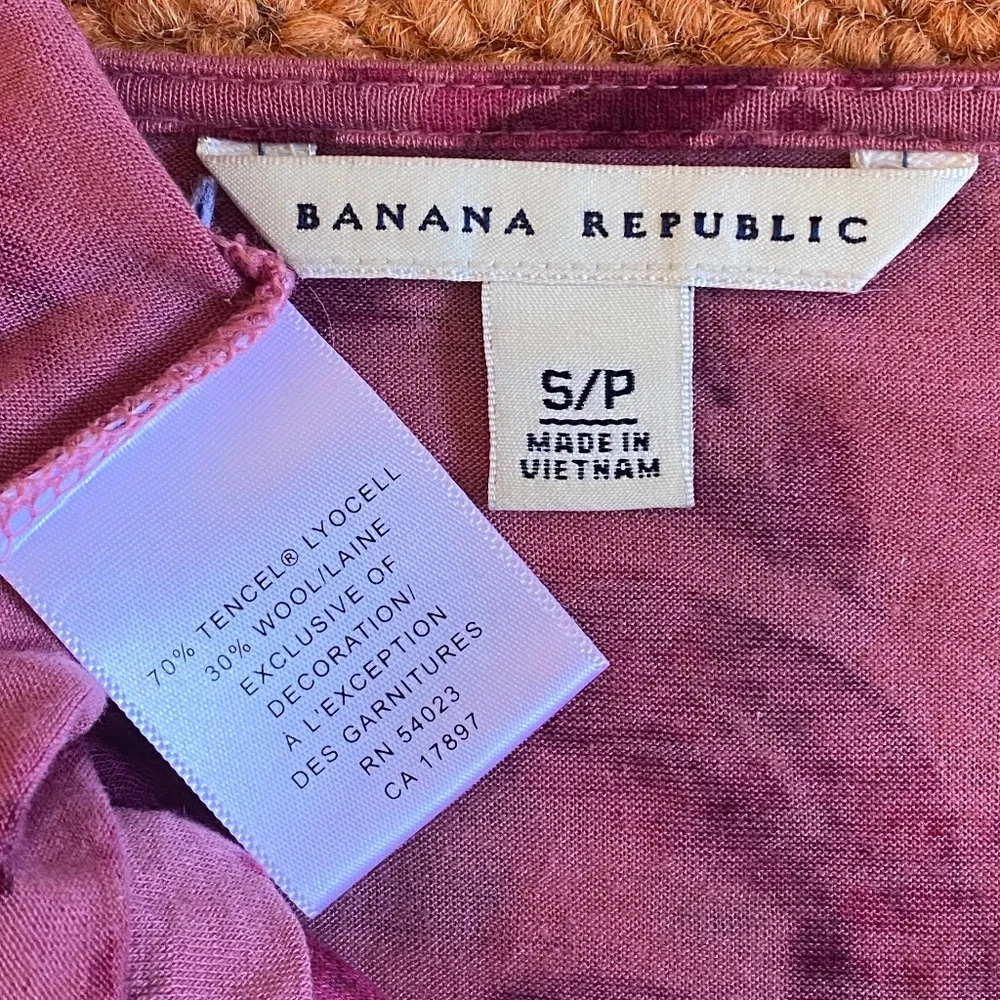 BANANA REPUBLIC
S/P
MADE IN
VIETNAM
70% TENCEL® LYOCELL
30% WOOL/LAINE
EXCLUSIVE OF
DECORATION/
A L'EXCEPTION
DES GARNITURES
RN 54023
CA 17897